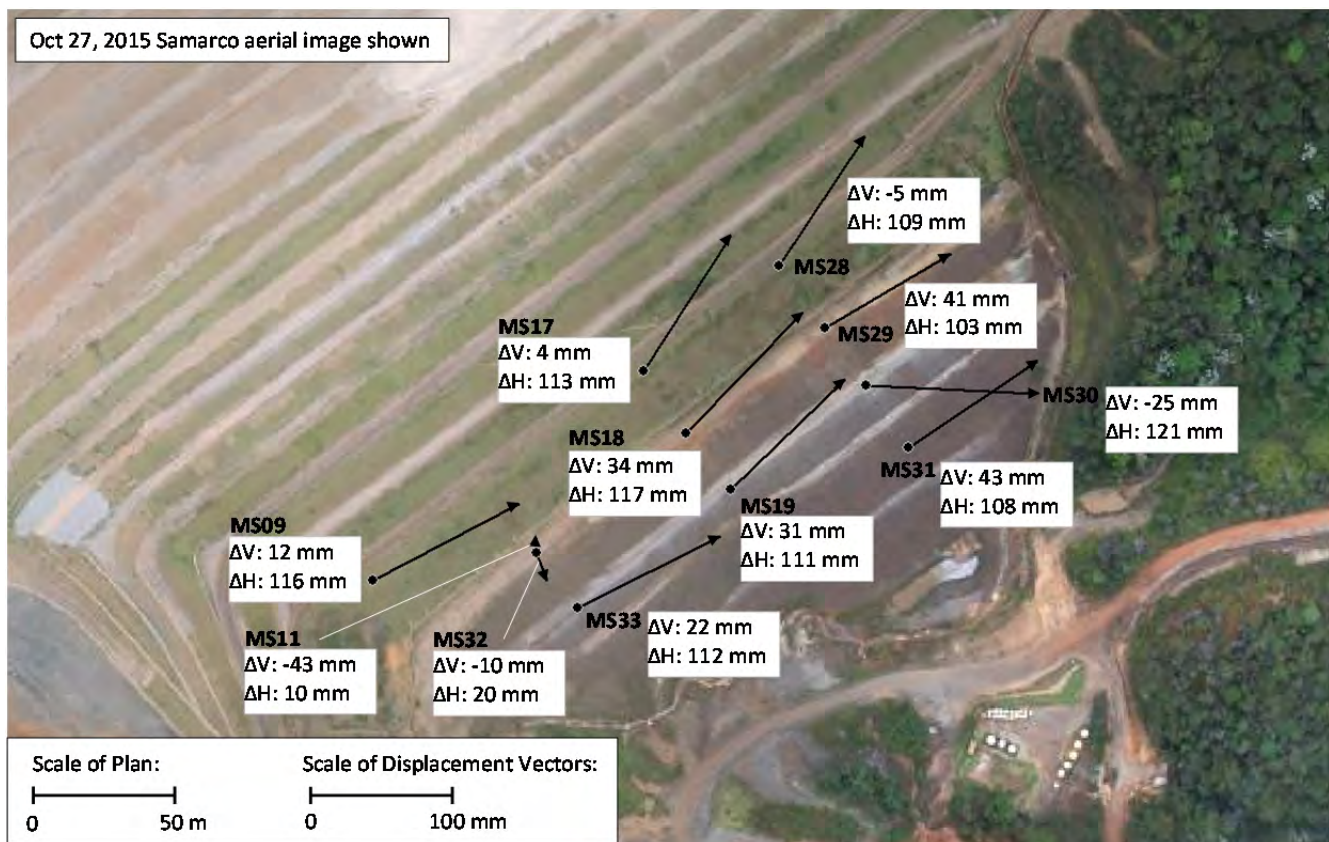 Oct 27, 2015 Samarco aerial image shown
ΔV: -5 mm
ΔH: 109 mm
MS28
MS17
ΔV: 4 mm
ΔH: 113 mm
MS29
ΔV: 41 mm
ΔH: 103 mm
MS30
ΔV: -25 mm
ΔH: 121 mm
MS18
ΔV: 34 mm
ΔH: 117 mm
MS31
ΔV: 43 mm
ΔH: 108 mm
MS19
ΔV: 31 mm
ΔH: 111 mm
MS09
ΔV: 12 mm
ΔH: 116 mm
MS33
ΔV: 22 mm
ΔH: 112 mm
MS11
ΔV: -43 mm
ΔH: 10 mm
MS32
ΔV: -10 mm
ΔH: 20 mm
Scale of Plan:
0 50 m
Scale of Displacement Vectors:
0 100 mm